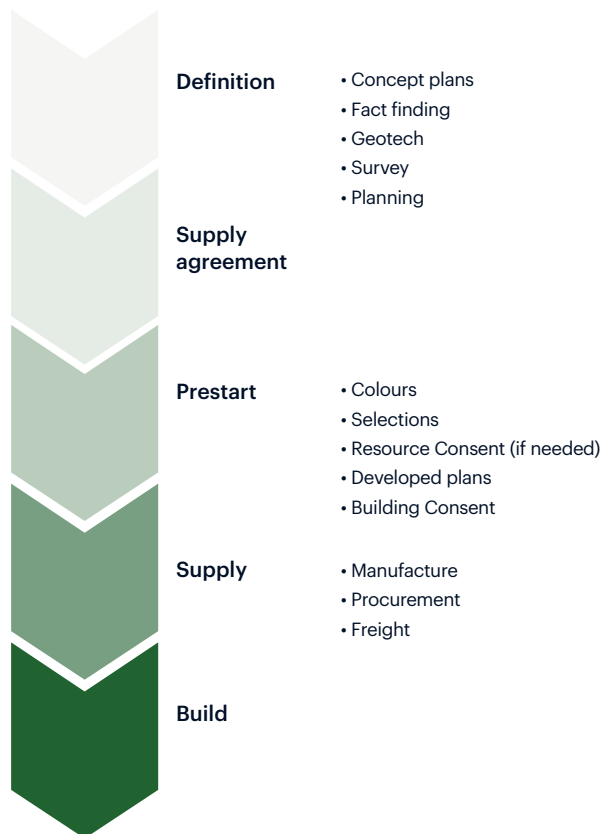 Definition
• Concept plans
• Fact finding
• Geotech
• Survey
• Planning
Supply
agreement
Prestart
• Colours
• Selections
• Resource Consent (if needed)
• Developed plans
• Building Consent
Supply
• Manufacture
• Procurement
• Freight
Build